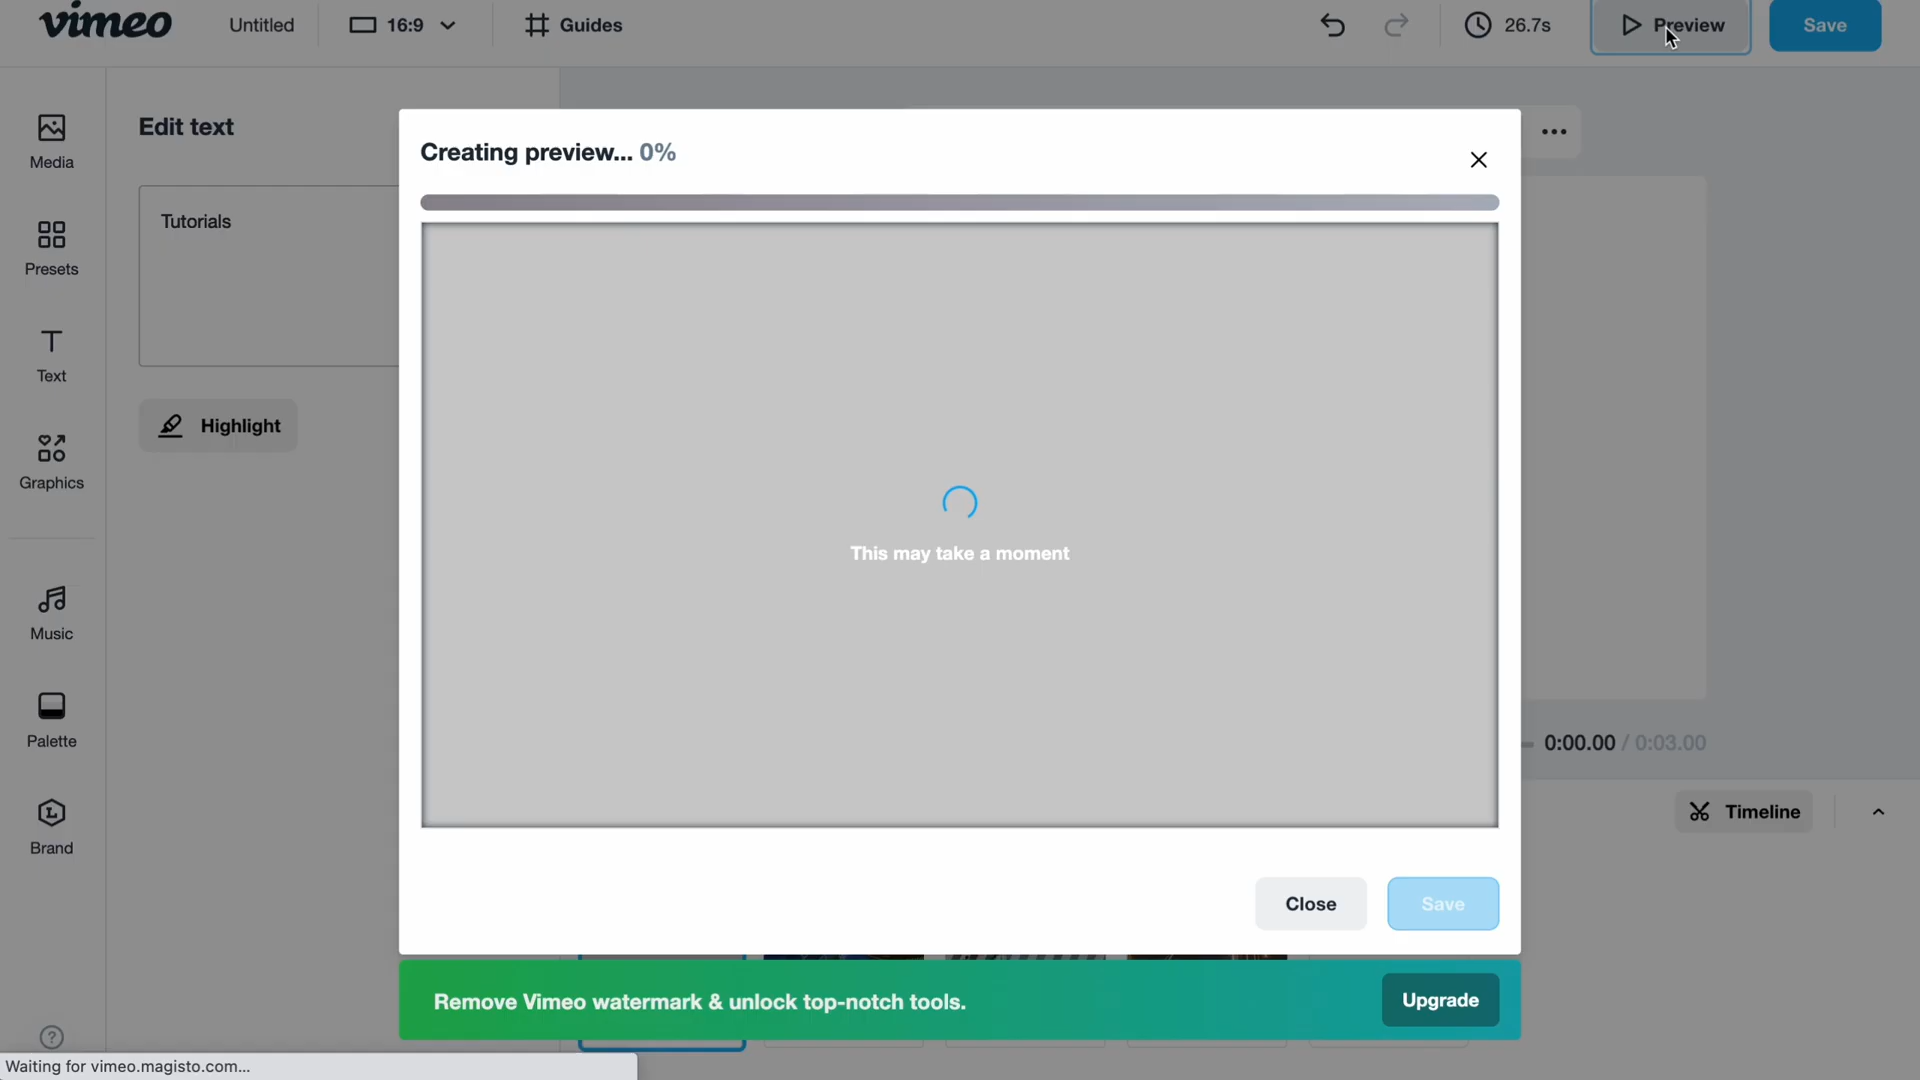 vimeo
Untitled
16:9
Guides
26.7s
Preview
Save
Media
Presets
Text
Graphics
Music
Palette
Brand
Edit text
Tutorials
Highlight
Creating preview... 0%
This may take a moment
Close
Save
0:00.00 / 0:03.00
Timeline
Remove Vimeo watermark & unlock top-notch tools.
Upgrade
Waiting for vimeo.magisto.com...